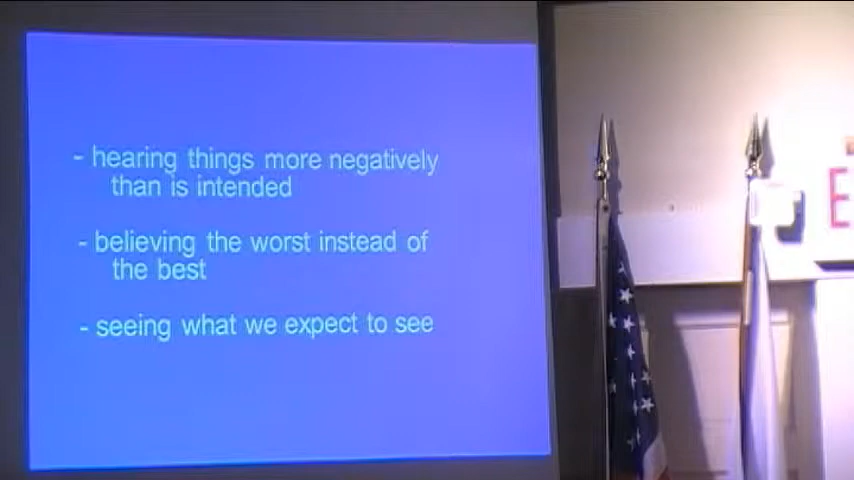 - hearing things more negatively
than is intended
- believing the worst instead of
the best
- seeing what we expect to see
E